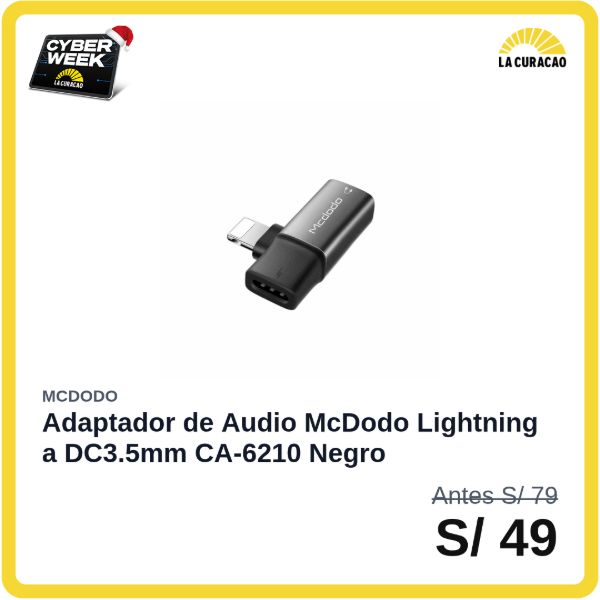 CYBER
WEEK
LA CURACAO
LA CURACAO
Mcdodo
MCDODO
Adaptador de Audio McDodo Lightning
a DC3.5mm CA-6210 Negro
Antes S/ 79
S/ 49